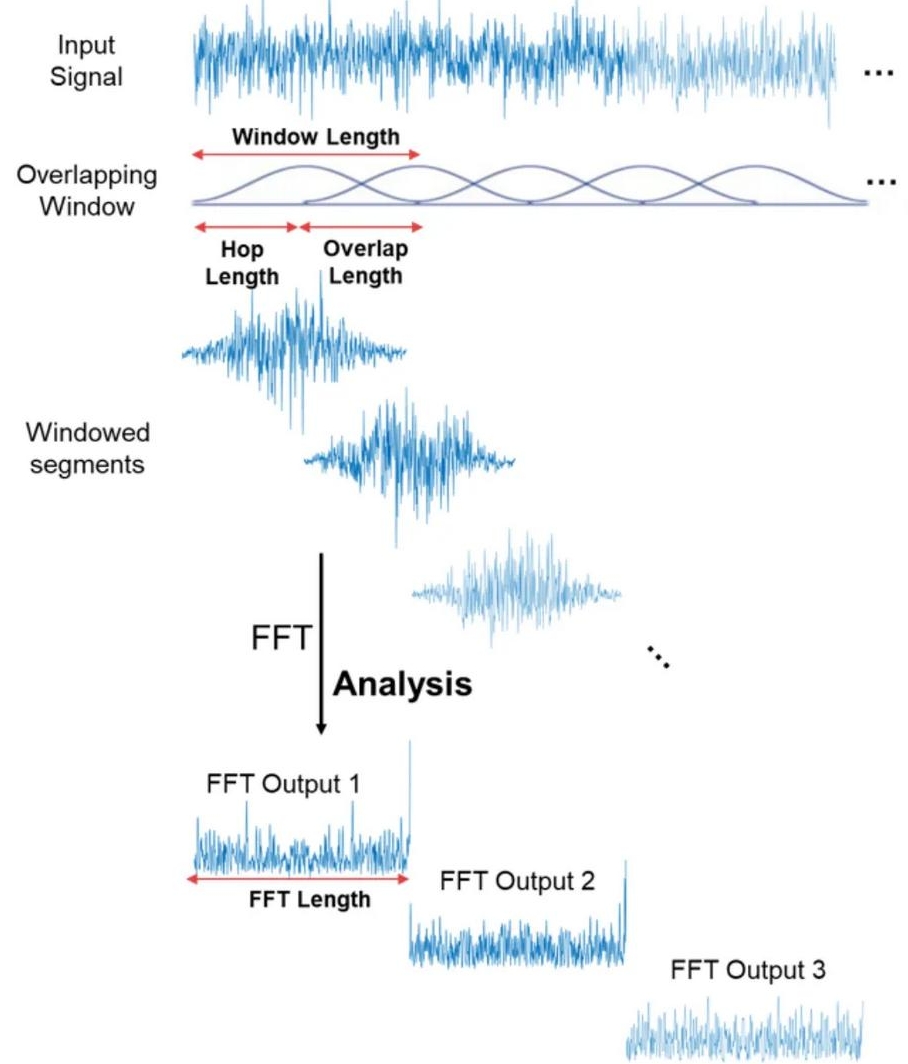 Input
Signal
...
Window Length
Overlapping
Window
...
Hop
Length
Overlap
Length
Windowed
segments
...
FFT
Analysis
FFT Output 1
FFT Length
FFT Output 2
FFT Output 3